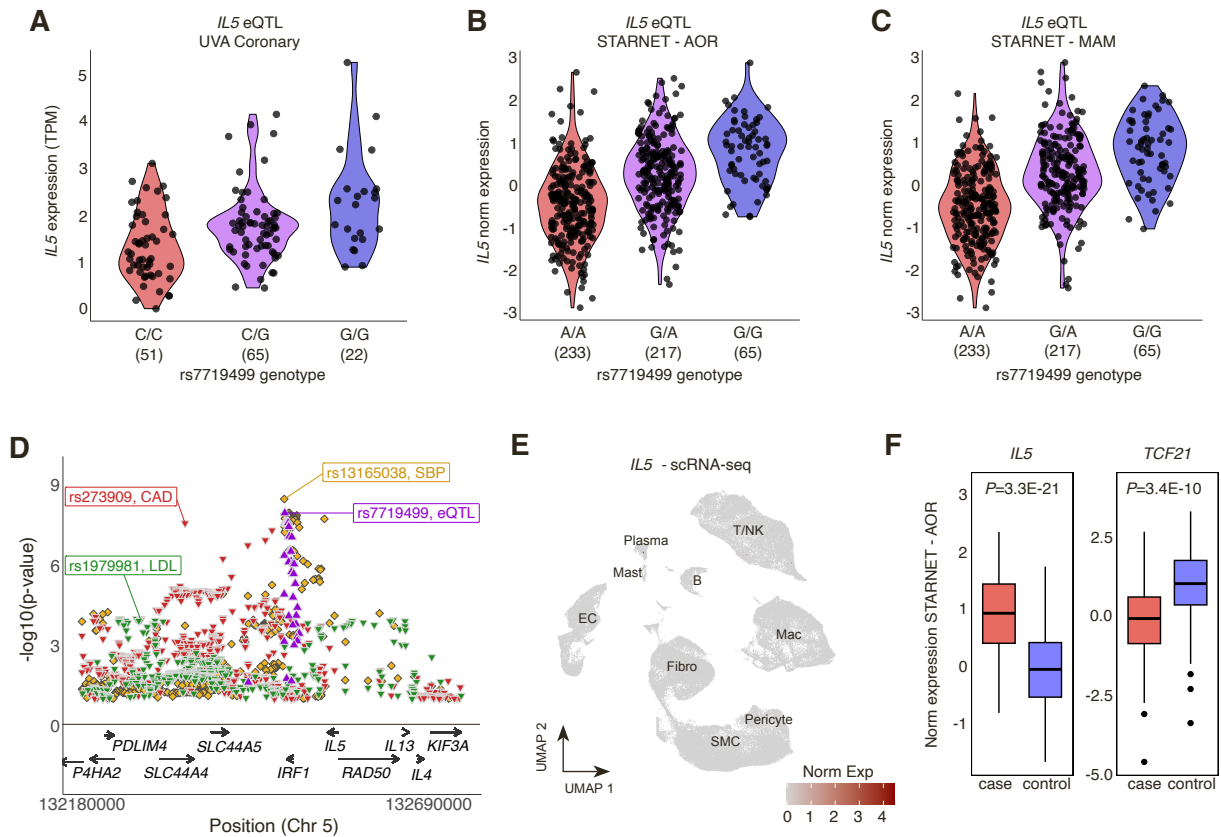 A
IL5 eQTL
UVA Coronary
IL5 expression (TPM)
5
4
3
2
1
0
C/C
(51)
C/G
(65)
G/G
(22)
rs7719499 genotype
B
IL5 eQTL
STARNET - AOR
IL5 norm expression
3
2
1
0
-1
-2
-3
A/A
(233)
G/A
(217)
G/G
(65)
rs7719499 genotype
C
IL5 eQTL
STARNET - MAM
IL5 norm expression
3
2
1
0
-1
-2
-3
A/A
(233)
G/A
(217)
G/G
(65)
rs7719499 genotype
D
-log10(p-value)
9
6
3
0
rs13165038, SBP
rs273909, CAD
rs7719499, eQTL
rs1979981, LDL
PDLIM4
SLC44A5
IL5
IL13
KIF3A
P4HA2
SLC44A4
IRF1
RAD50
IL4
132180000
132690000
Position (Chr 5)
E
IL5 - scRNA-seq
T/NK
Plasma
Mast
B
EC
Mac
Fibro
Pericyte
SMC
UMAP 2
UMAP 1
Norm Exp
0 1 2 3 4
F
IL5
TCF21
Norm expression STARNET - AOR
P=3.3E-21
3
2
1
0
-1
case
control
P=3.4E-10
2.5
0.0
-2.5
-5.0
case
control